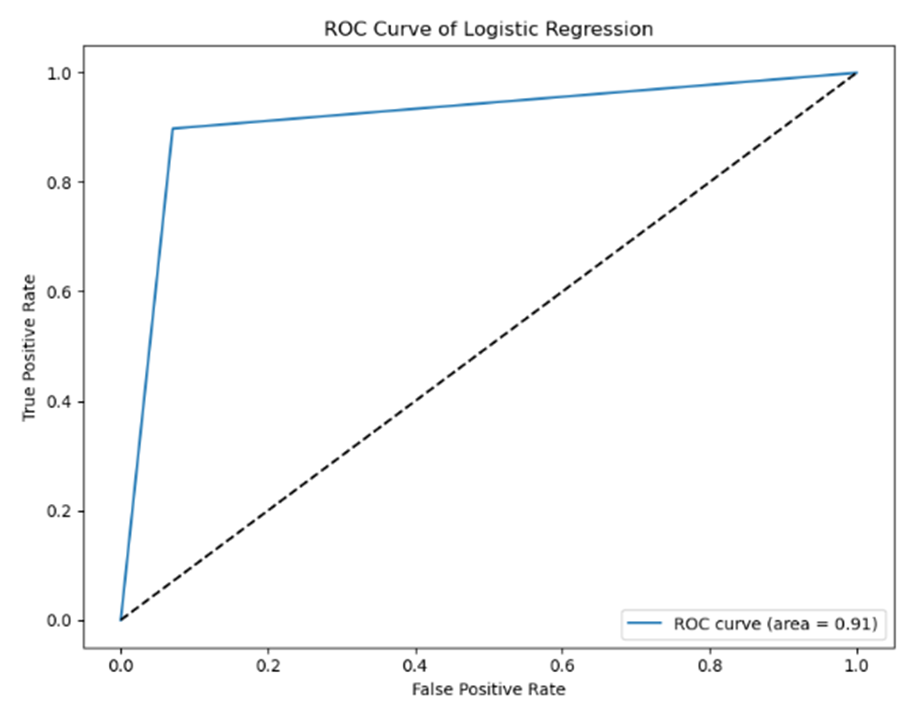 ROC Curve of Logistic Regression
1.0
0.8
0.6
0.4
0.2
0.0
True Positive Rate
ROC curve (area = 0.91)
0.0 0.2 0.4 0.6 0.8 1.0
False Positive Rate